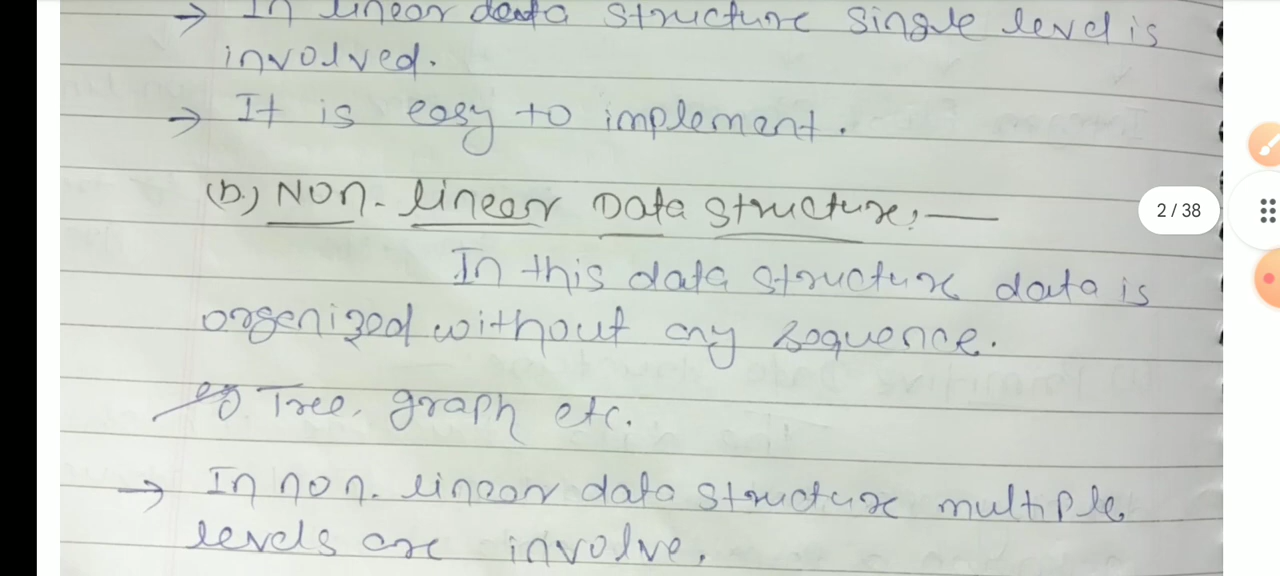 → In linear data structure single level is
involved.
→ It is easy to implement.
(b.) Non-linear Data structure:—
2 / 38
In this data structure data is
organized without any sequence.
eg Tree, graph etc.
→ In non-linear data structure multiple
levels are involve.